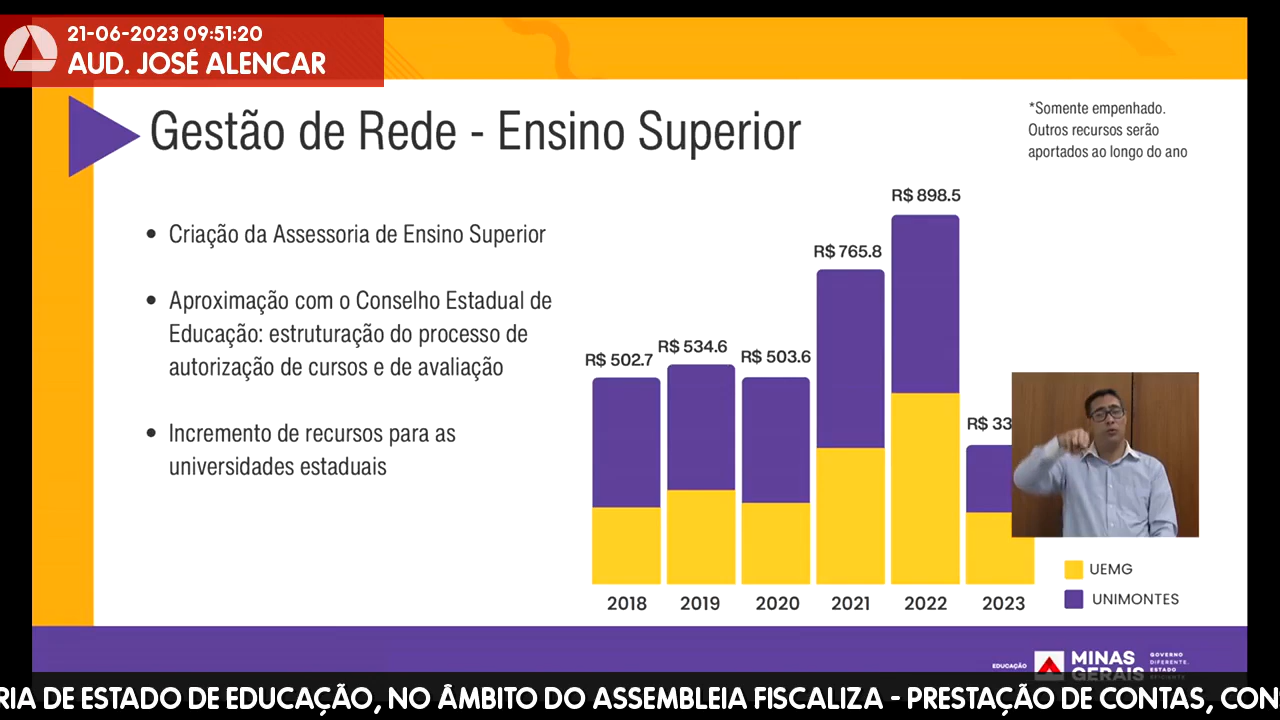 21-06-2023 09:51:20
AUD. JOSÉ ALENCAR
Gestão de Rede - Ensino Superior
*Somente empenhado.
Outros recursos serão
aportados ao longo do ano
• Criação da Assessoria de Ensino Superior
• Aproximação com o Conselho Estadual de
Educação: estruturação do processo de
autorização de cursos e de avaliação
• Incremento de recursos para as
universidades estaduais
R$ 502.7
R$ 534.6
R$ 503.6
R$ 765.8
R$ 898.5
R$ 33
2018 2019 2020 2021 2022 2023
UEMG
UNIMONTES
EDUCAÇÃO
MINAS
GERAIS
GOVERNO
DIFERENTE.
ESTADO
EFICIENTE.
RIA DE ESTADO DE EDUCAÇÃO, NO ÂMBITO DO ASSEMBLEIA FISCALIZA - PRESTAÇÃO DE CONTAS, CON